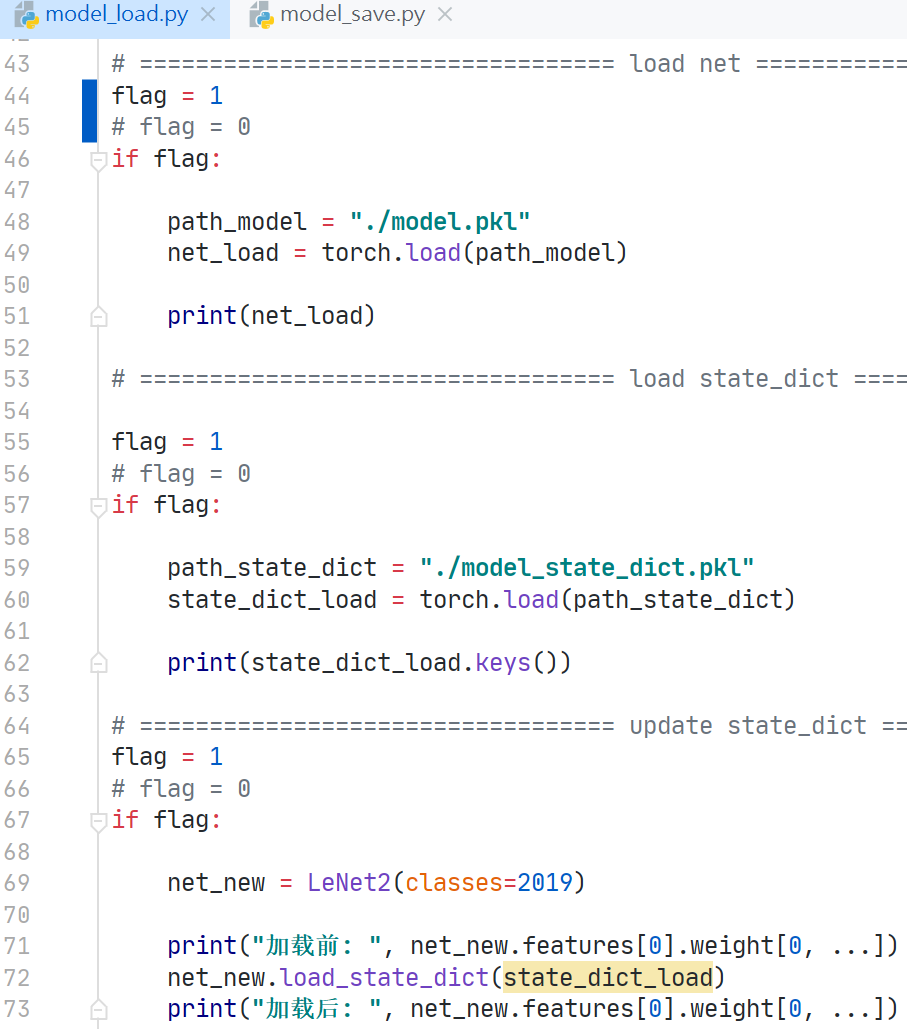 model_load.py
model_save.py
43 # ================================== load net ===========
44 flag = 1
45 # flag = 0
46 if flag:
47
48 path_model = "./model.pkl"
49 net_load = torch.load(path_model)
50
51 print(net_load)
52
53 # ================================== load state_dict ====
54
55 flag = 1
56 # flag = 0
57 if flag:
58
59 path_state_dict = "./model_state_dict.pkl"
60 state_dict_load = torch.load(path_state_dict)
61
62 print(state_dict_load.keys())
63
64 # ================================== update state_dict ==
65 flag = 1
66 # flag = 0
67 if flag:
68
69 net_new = LeNet2(classes=2019)
70
71 print("加载前: ", net_new.features[0].weight[0, ...])
72 net_new.load_state_dict(state_dict_load)
73 print("加载后: ", net_new.features[0].weight[0, ...])